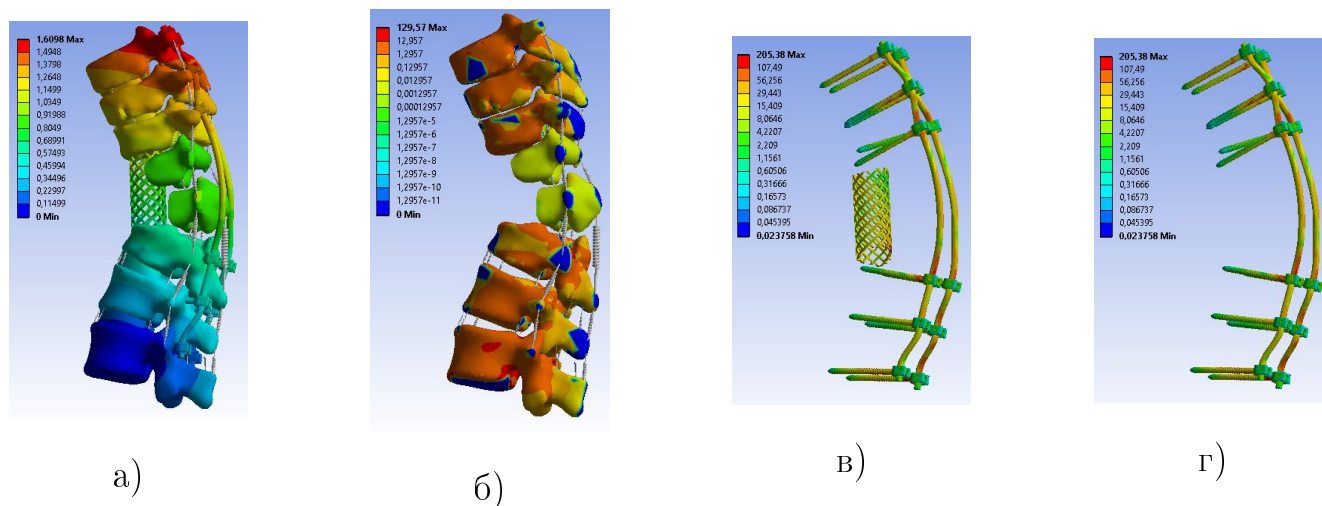 1,6098 Max
1,4948
1,3798
1,2648
1,1499
1,0349
0,91988
0,8049
0,68991
0,57493
0,45994
0,34496
0,22997
0,11499
0 Min
а)
129,57 Max
12,957
1,2957
0,12957
0,012957
0,0012957
0,00012957
1,2957e-5
1,2957e-6
1,2957e-7
1,2957e-8
1,2957e-9
1,2957e-10
1,2957e-11
0 Min
б)
205,38 Max
107,49
56,256
29,443
15,409
8,0646
4,2207
2,209
1,1561
0,60506
0,31666
0,16573
0,086737
0,045395
0,023758 Min
в)
205,38 Max
107,49
56,256
29,443
15,409
8,0646
4,2207
2,209
1,1561
0,60506
0,31666
0,16573
0,086737
0,045395
0,023758 Min
г)